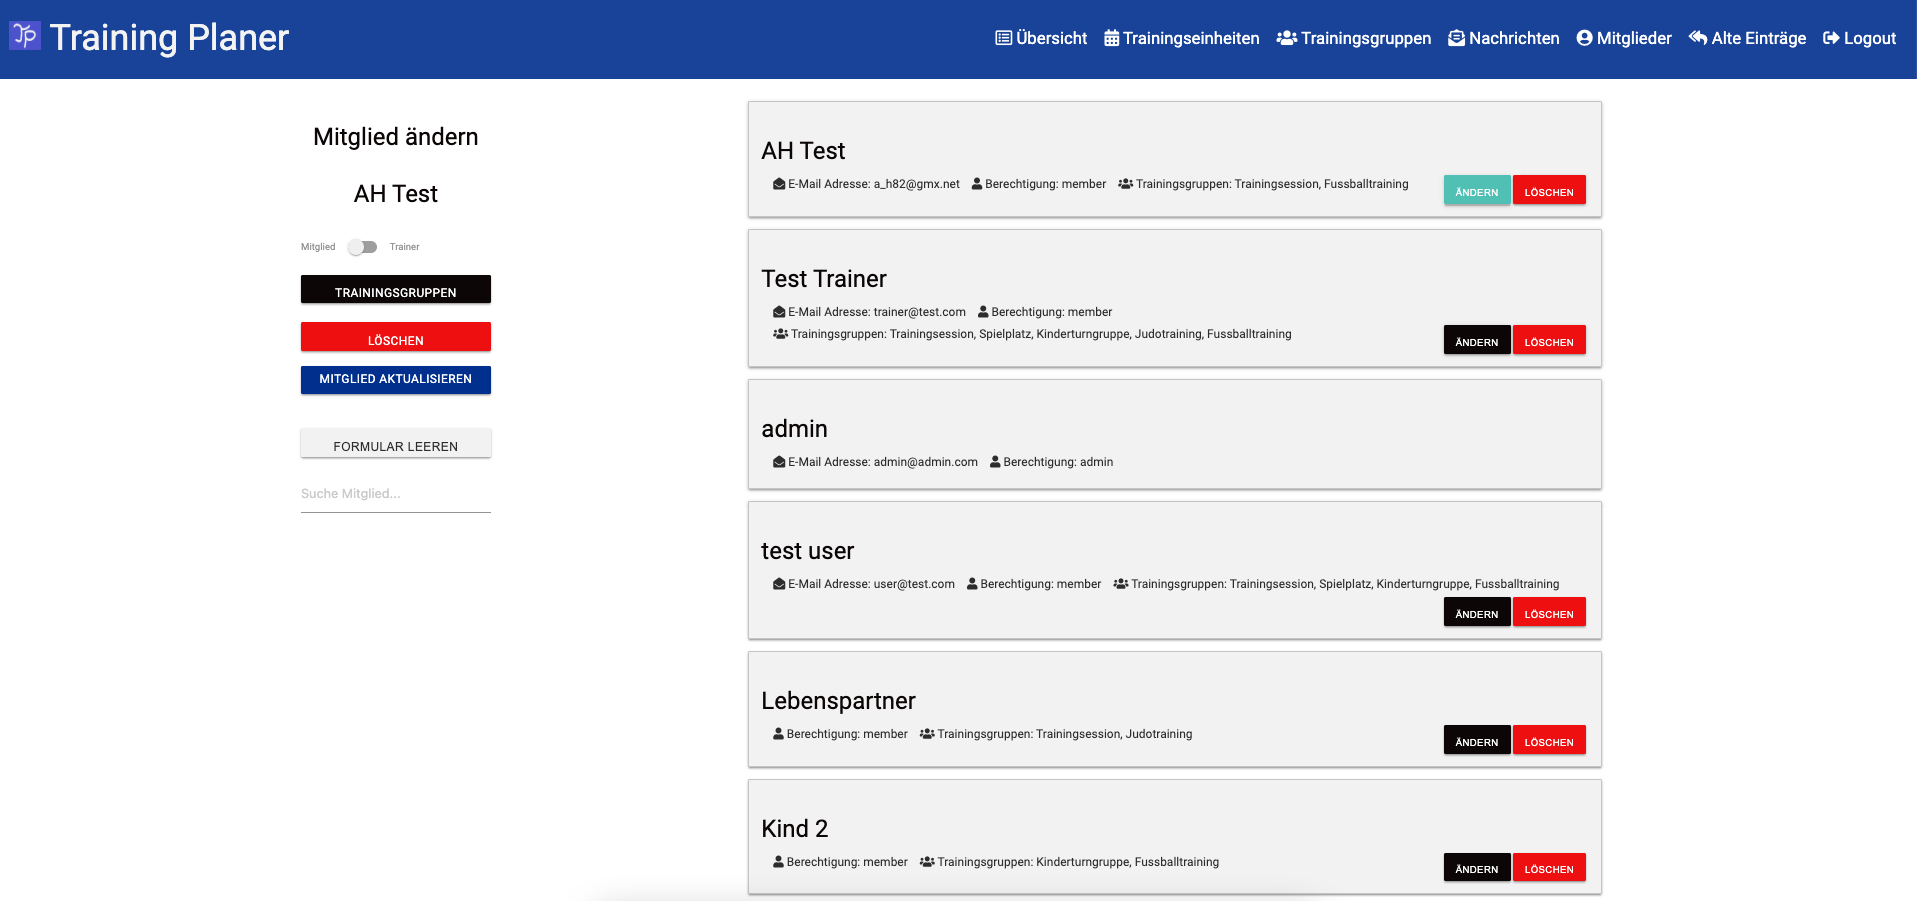 Training Planer
Übersicht Trainingseinheiten Trainingsgruppen Nachrichten Mitglieder Alte Einträge Logout
Mitglied ändern
AH Test
Mitglied Trainer
TRAININGSGRUPPEN
LÖSCHEN
MITGLIED AKTUALISIEREN
FORMULAR LEEREN
Suche Mitglied...
AH Test
E-Mail Adresse: a_h82@gmx.net Berechtigung: member Trainingsgruppen: Trainingsession, Fussballtraining
ÄNDERN LÖSCHEN
Test Trainer
E-Mail Adresse: trainer@test.com Berechtigung: member
Trainingsgruppen: Trainingsession, Spielplatz, Kinderturngruppe, Judotraining, Fussballtraining
ÄNDERN LÖSCHEN
admin
E-Mail Adresse: admin@admin.com Berechtigung: admin
test user
E-Mail Adresse: user@test.com Berechtigung: member Trainingsgruppen: Trainingsession, Spielplatz, Kinderturngruppe, Fussballtraining
ÄNDERN LÖSCHEN
Lebenspartner
Berechtigung: member Trainingsgruppen: Trainingsession, Judotraining
ÄNDERN LÖSCHEN
Kind 2
Berechtigung: member Trainingsgruppen: Kinderturngruppe, Fussballtraining
ÄNDERN LÖSCHEN